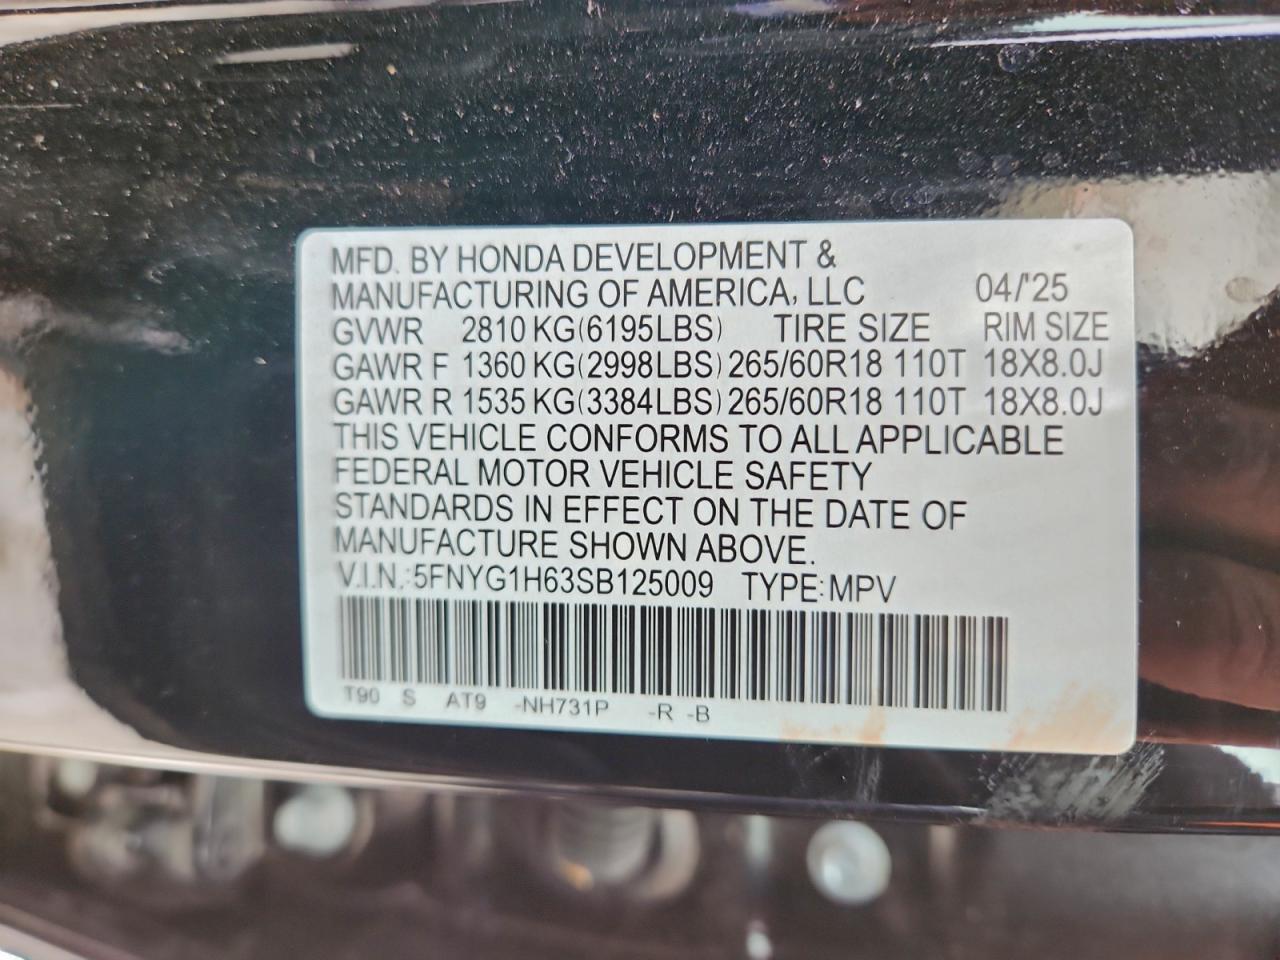 MFD. BY HONDA DEVELOPMENT &
MANUFACTURING OF AMERICA, LLC 04/'25
GVWR 2810 KG(6195LBS) TIRE SIZE RIM SIZE
GAWR F 1360 KG(2998LBS) 265/60R18 110T 18X8.0J
GAWR R 1535 KG(3384LBS) 265/60R18 110T 18X8.0J
THIS VEHICLE CONFORMS TO ALL APPLICABLE
FEDERAL MOTOR VEHICLE SAFETY
STANDARDS IN EFFECT ON THE DATE OF
MANUFACTURE SHOWN ABOVE.
V.I.N.:5FNYG1H63SB125009 TYPE:MPV
T90 S AT9 -NH731P -R -B